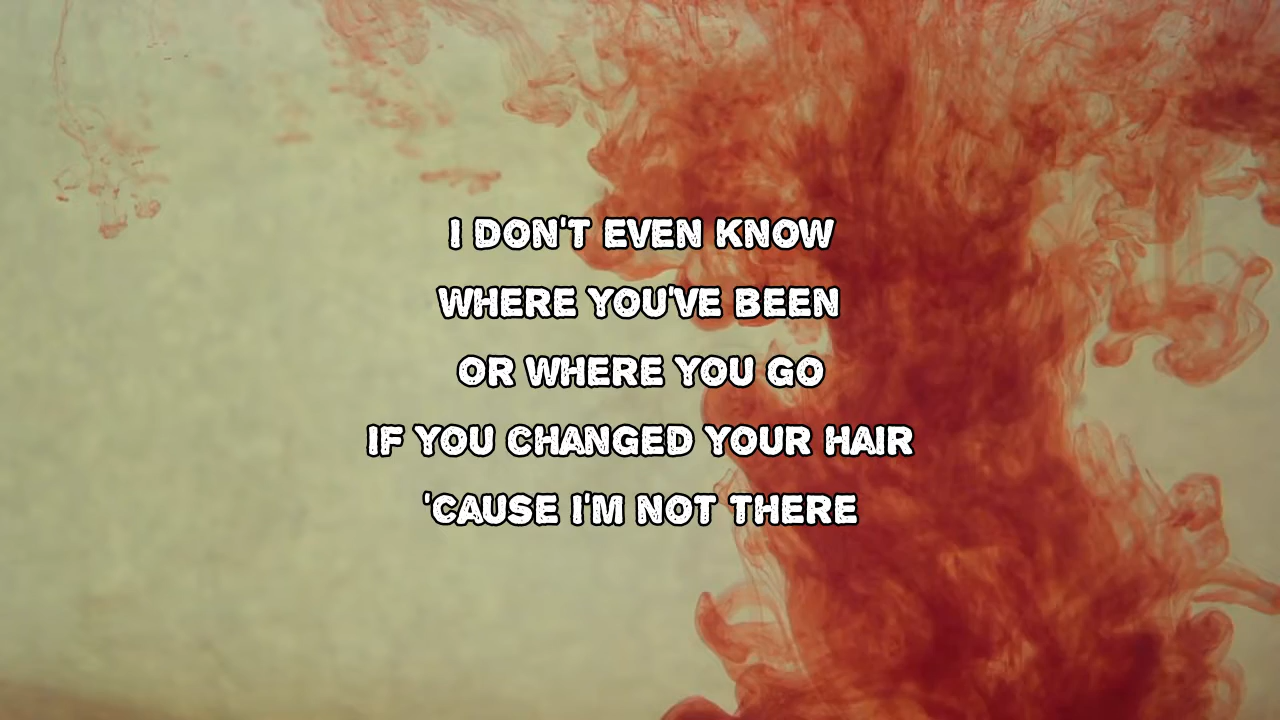 I DON'T EVEN KNOW
WHERE YOU'VE BEEN
OR WHERE YOU GO
IF YOU CHANGED YOUR HAIR
'CAUSE I'M NOT THERE